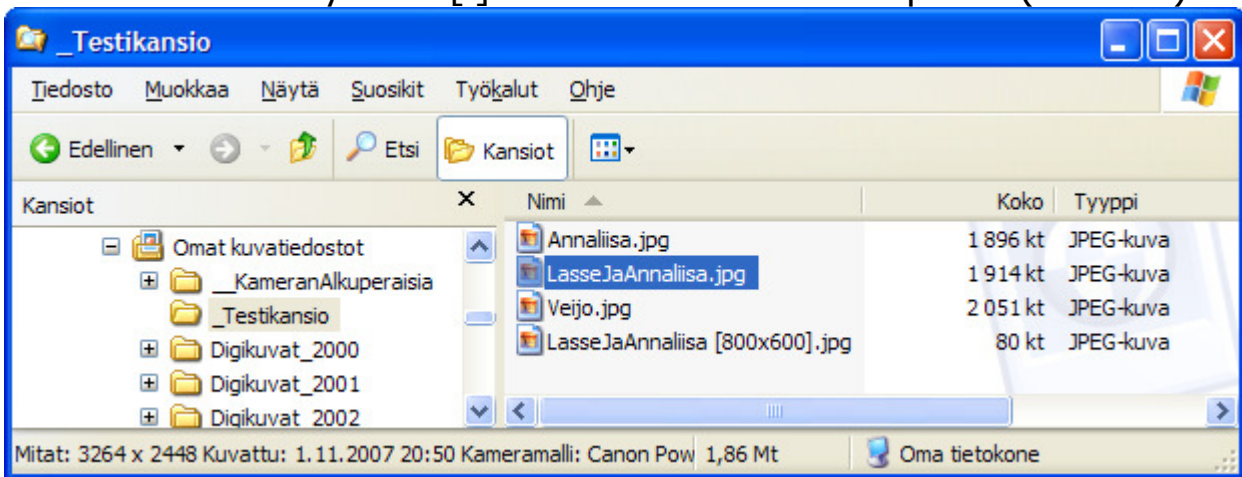 _Testikansio
Tiedosto Muokkaa Näytä Suosikit Työkalut Ohje
Edellinen Etsi Kansiot
Kansiot
Omat kuvatiedostot
__KameranAlkuperaisia
_Testikansio
Digikuvat_2000
Digikuvat_2001
Digikuvat_2002
Nimi Koko Tyyppi
Annaliisa.jpg 1 896 kt JPEG-kuva
LasseJaAnnaliisa.jpg 1 914 kt JPEG-kuva
Veijo.jpg 2 051 kt JPEG-kuva
LasseJaAnnaliisa [800x600].jpg 80 kt JPEG-kuva
Mitat: 3264 x 2448 Kuvattu: 1.11.2007 20:50 Kameramalli: Canon Pow 1,86 Mt Oma tietokone